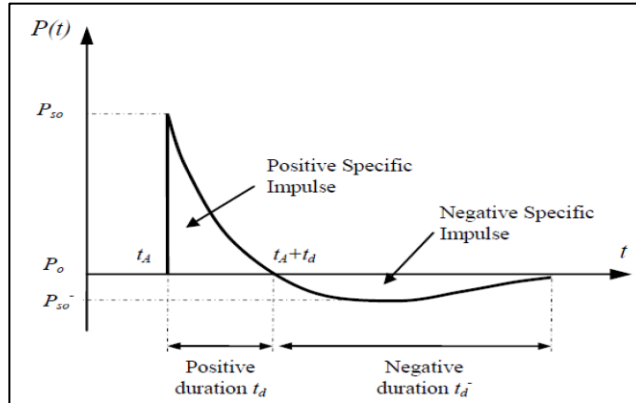 P(t)
P_so
Positive Specific
Impulse
Negative Specific
Impulse
t_A
t_A+t_d
t
P_o
P_so^-
Positive
duration t_d
Negative
duration t_d^-